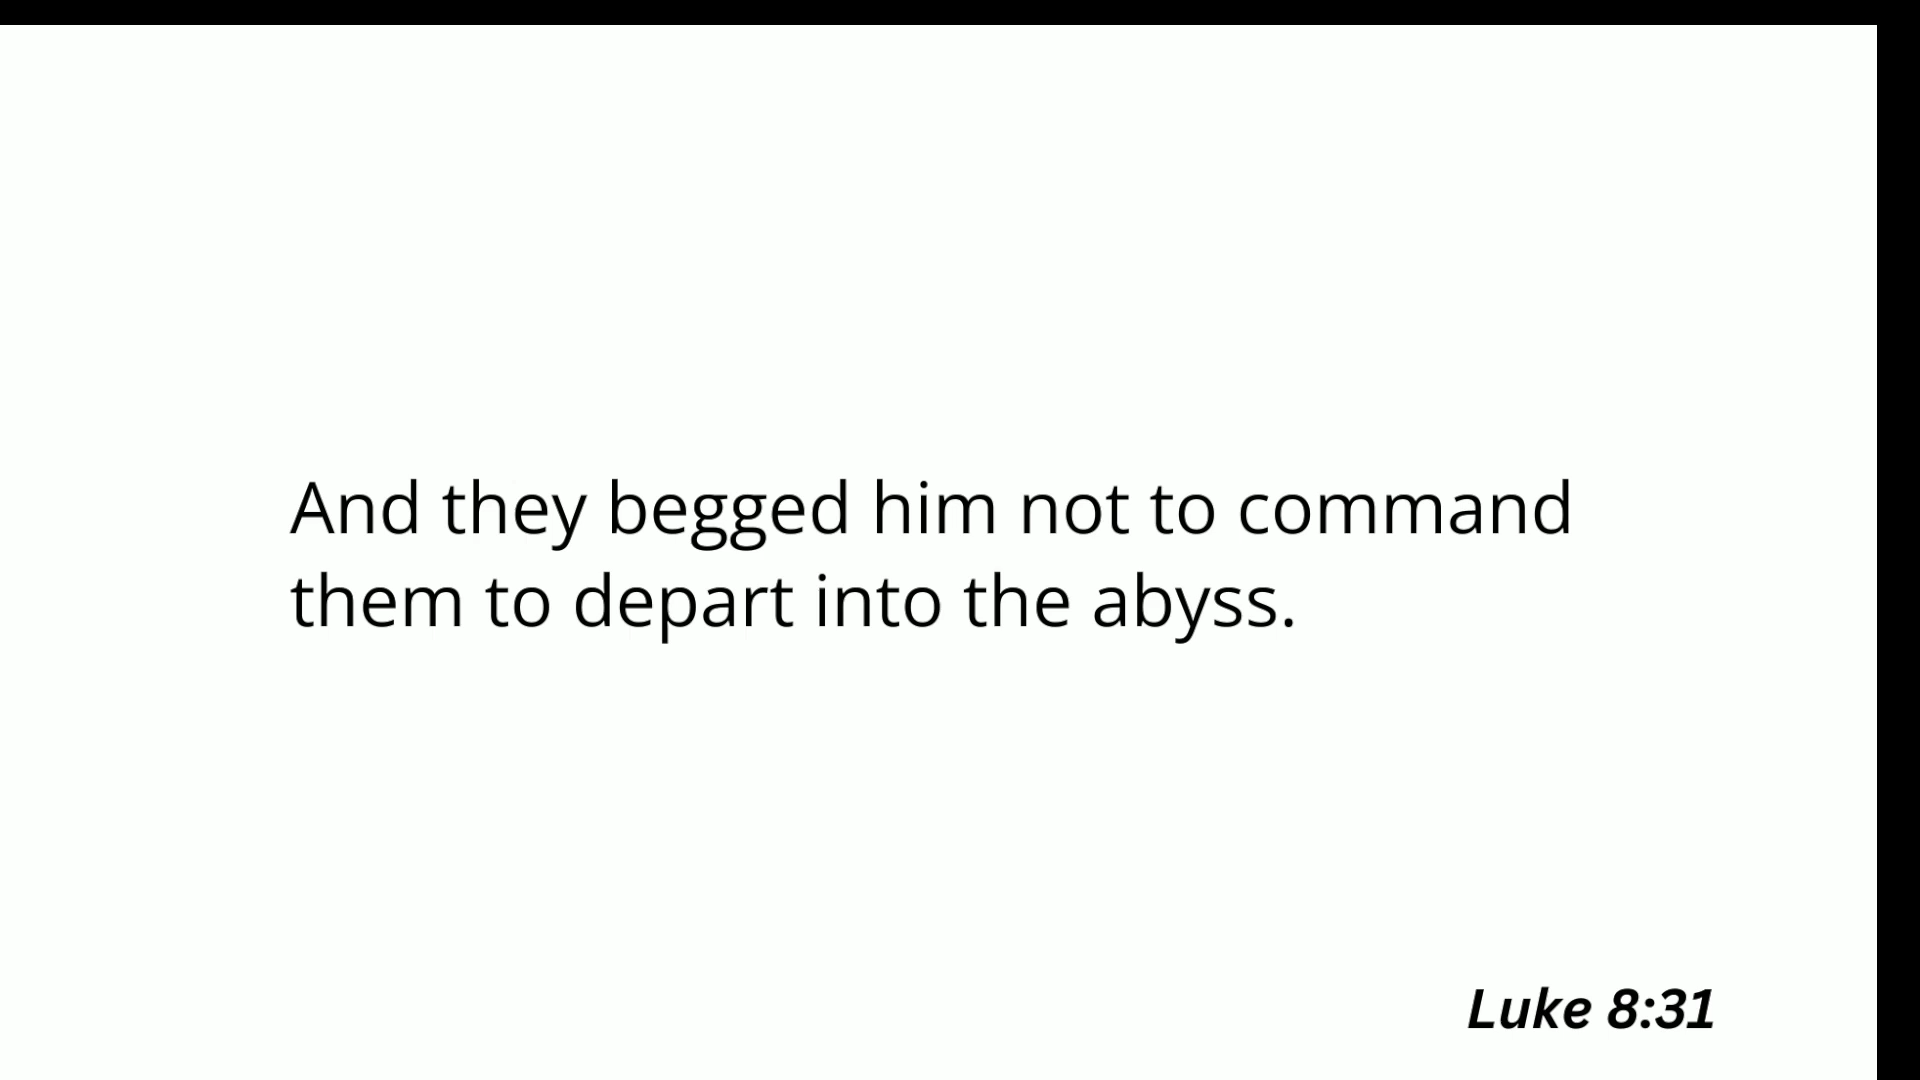 And they begged him not to command
them to depart into the abyss.
Luke 8:31